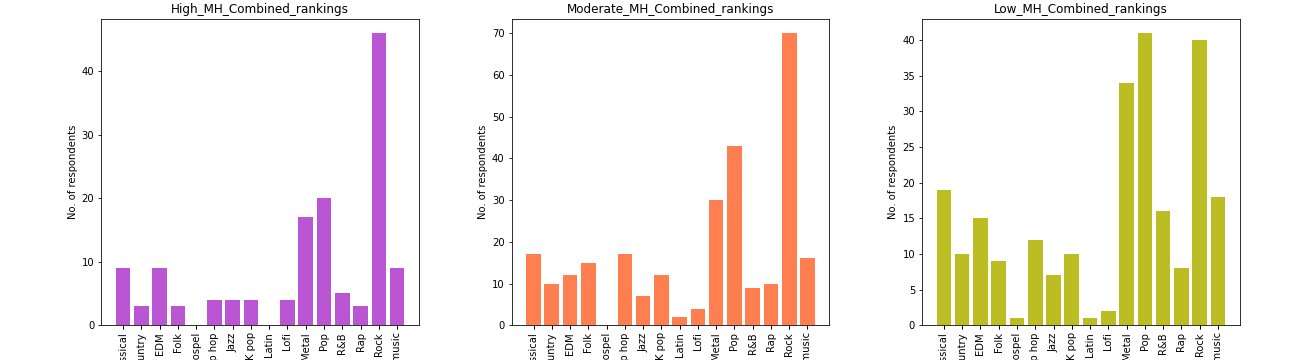 High_MH_Combined_rankings
No. of respondents
40
30
20
10
0
ssical
untry
EDM
Folk
ospel
p hop
Jazz
K pop
Latin
Lofi
Metal
Pop
R&B
Rap
Rock
music
Moderate_MH_Combined_rankings
No. of respondents
70
60
50
40
30
20
10
0
ssical
untry
EDM
Folk
ospel
p hop
Jazz
K pop
Latin
Lofi
Metal
Pop
R&B
Rap
Rock
music
Low_MH_Combined_rankings
No. of respondents
40
35
30
25
20
15
10
5
0
ssical
untry
EDM
Folk
ospel
p hop
Jazz
K pop
Latin
Lofi
Metal
Pop
R&B
Rap
Rock
music